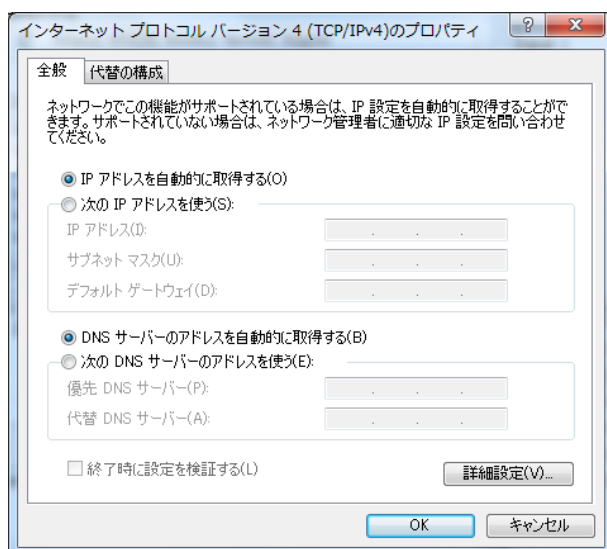 インターネット プロトコル バージョン 4 (TCP/IPv4)のプロパティ
全般 代替の構成
ネットワークでこの機能がサポートされている場合は、IP 設定を自動的に取得することがで
きます。サポートされていない場合は、ネットワーク管理者に適切な IP 設定を問い合わせ
てください。
IP アドレスを自動的に取得する(O)
次の IP アドレスを使う(S):
IP アドレス(I):
サブネット マスク(U):
デフォルト ゲートウェイ(D):
DNS サーバーのアドレスを自動的に取得する(B)
次の DNS サーバーのアドレスを使う(E):
優先 DNS サーバー(P):
代替 DNS サーバー(A):
終了時に設定を検証する(L)
詳細設定(V)...
OK キャンセル